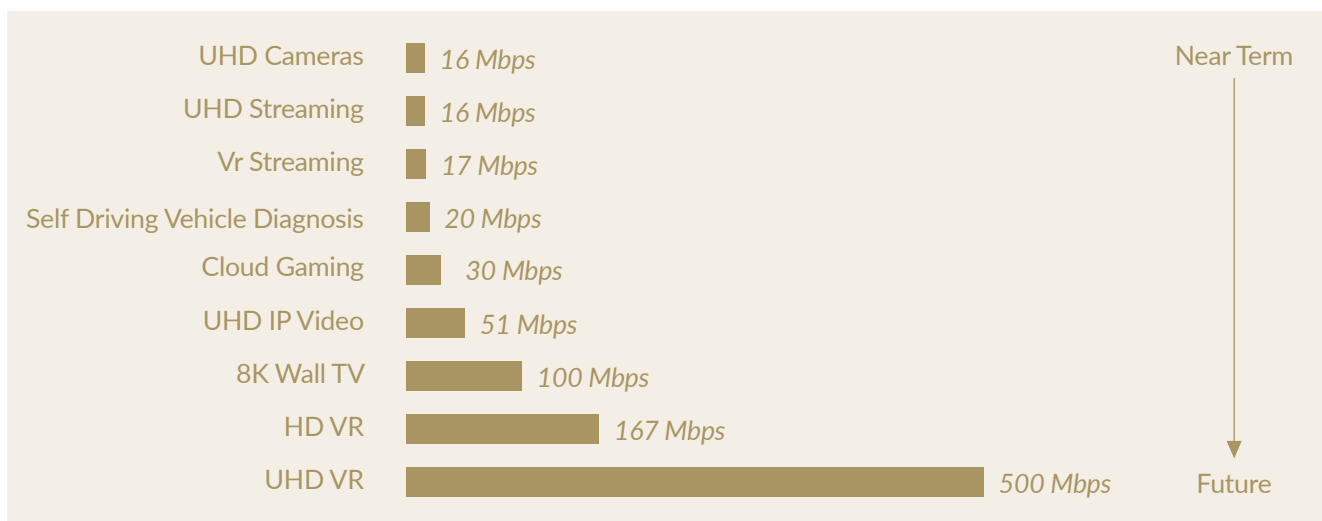 UHD Cameras 16 Mbps Near Term
UHD Streaming 16 Mbps
Vr Streaming 17 Mbps
Self Driving Vehicle Diagnosis 20 Mbps
Cloud Gaming 30 Mbps
UHD IP Video 51 Mbps
8K Wall TV 100 Mbps
HD VR 167 Mbps
UHD VR 500 Mbps Future